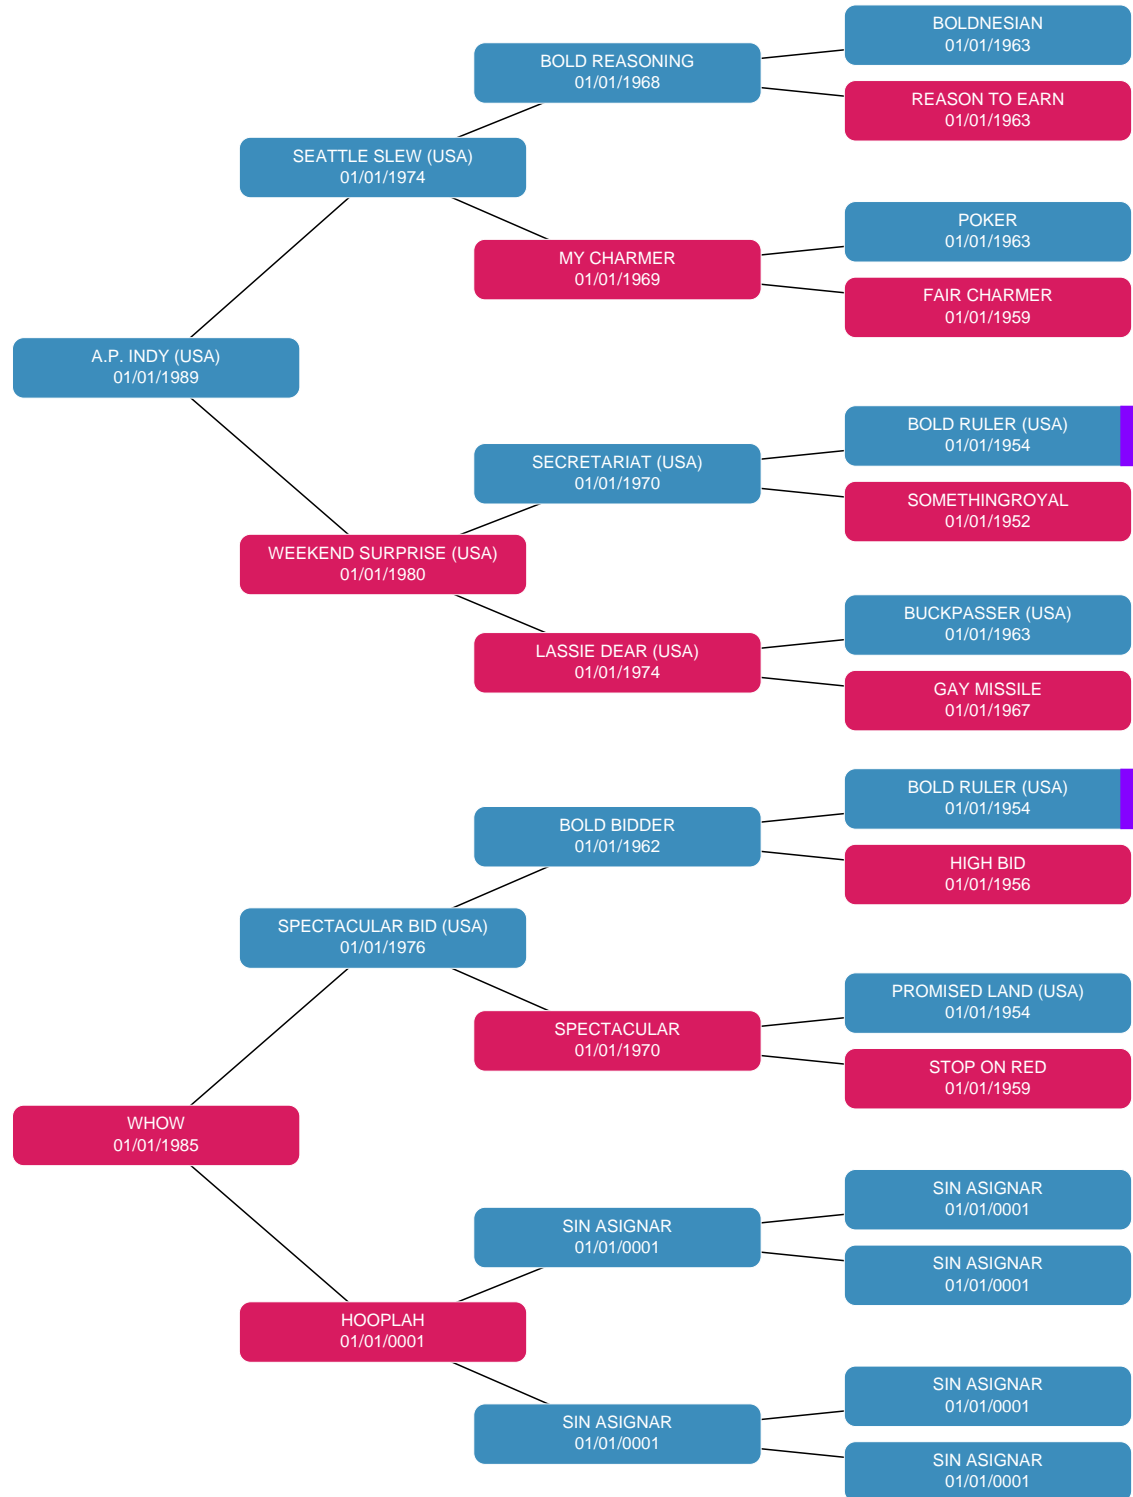 BOLDNESIAN
01/01/1963
BOLD REASONING
01/01/1968
REASON TO EARN
01/01/1963
SEATTLE SLEW (USA)
01/01/1974
POKER
01/01/1963
MY CHARMER
01/01/1969
FAIR CHARMER
01/01/1959
A.P. INDY (USA)
01/01/1989
BOLD RULER (USA)
01/01/1954
SECRETARIAT (USA)
01/01/1970
SOMETHINGROYAL
01/01/1952
WEEKEND SURPRISE (USA)
01/01/1980
BUCKPASSER (USA)
01/01/1963
LASSIE DEAR (USA)
01/01/1974
GAY MISSILE
01/01/1967
BOLD RULER (USA)
01/01/1954
BOLD BIDDER
01/01/1962
HIGH BID
01/01/1956
SPECTACULAR BID (USA)
01/01/1976
PROMISED LAND (USA)
01/01/1954
SPECTACULAR
01/01/1970
STOP ON RED
01/01/1959
WHOW
01/01/1985
SIN ASIGNAR
01/01/0001
SIN ASIGNAR
01/01/0001
SIN ASIGNAR
01/01/0001
HOOPLAH
01/01/0001
SIN ASIGNAR
01/01/0001
SIN ASIGNAR
01/01/0001
SIN ASIGNAR
01/01/0001